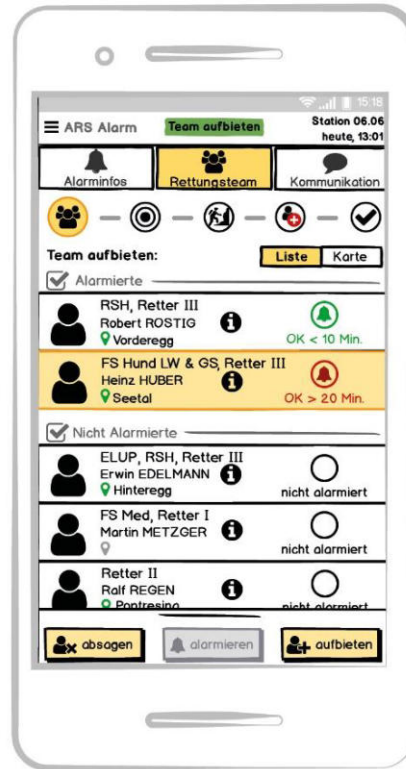 15:18
ARS Alarm
Team aufbieten
Station 06.06
heute, 13:01
Alarminfos
Rettungsteam
Kommunikation
Team aufbieten:
Liste
Karte
Alarmierte
RSH, Retter III
Robert ROSTIG
Vorderegg
OK < 10 Min.
FS Hund LW & GS, Retter III
Heinz HUBER
Seetal
OK > 20 Min.
Nicht Alarmierte
ELUP, RSH, Retter III
Erwin EDELMANN
Hinteregg
nicht alarmiert
FS Med, Retter I
Martin METZGER
nicht alarmiert
Retter II
Ralf REGEN
Pontresina
nicht alarmiert
absagen
alarmieren
aufbieten